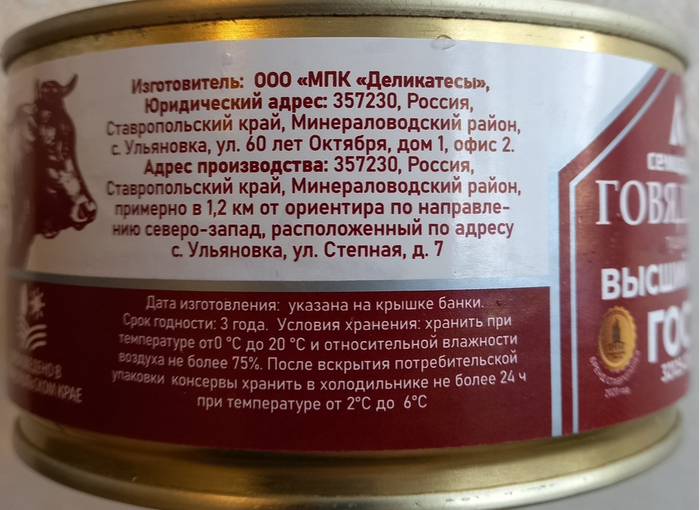 Изготовитель: ООО «МПК «Деликатесы»,
Юридический адрес: 357230, Россия,
Ставропольский край, Минераловодский район,
с. Ульяновка, ул. 60 лет Октября, дом 1, офис 2.
Адрес производства: 357230, Россия,
Ставропольский край, Минераловодский район,
примерно в 1,2 км от ориентира по направле-
нию северо-запад, расположенный по адресу
с. Ульяновка, ул. Степная, д. 7
Дата изготовления: указана на крышке банки.
Срок годности: 3 года. Условия хранения: хранить при
температуре от0 °C до 20 °C и относительной влажности
воздуха не более 75%. После вскрытия потребительской
упаковки консервы хранить в холодильнике не более 24 ч
при температуре от 2°C до 6°C
КРАЕ
ГОВЯ
ВЫСШИ
ГОС